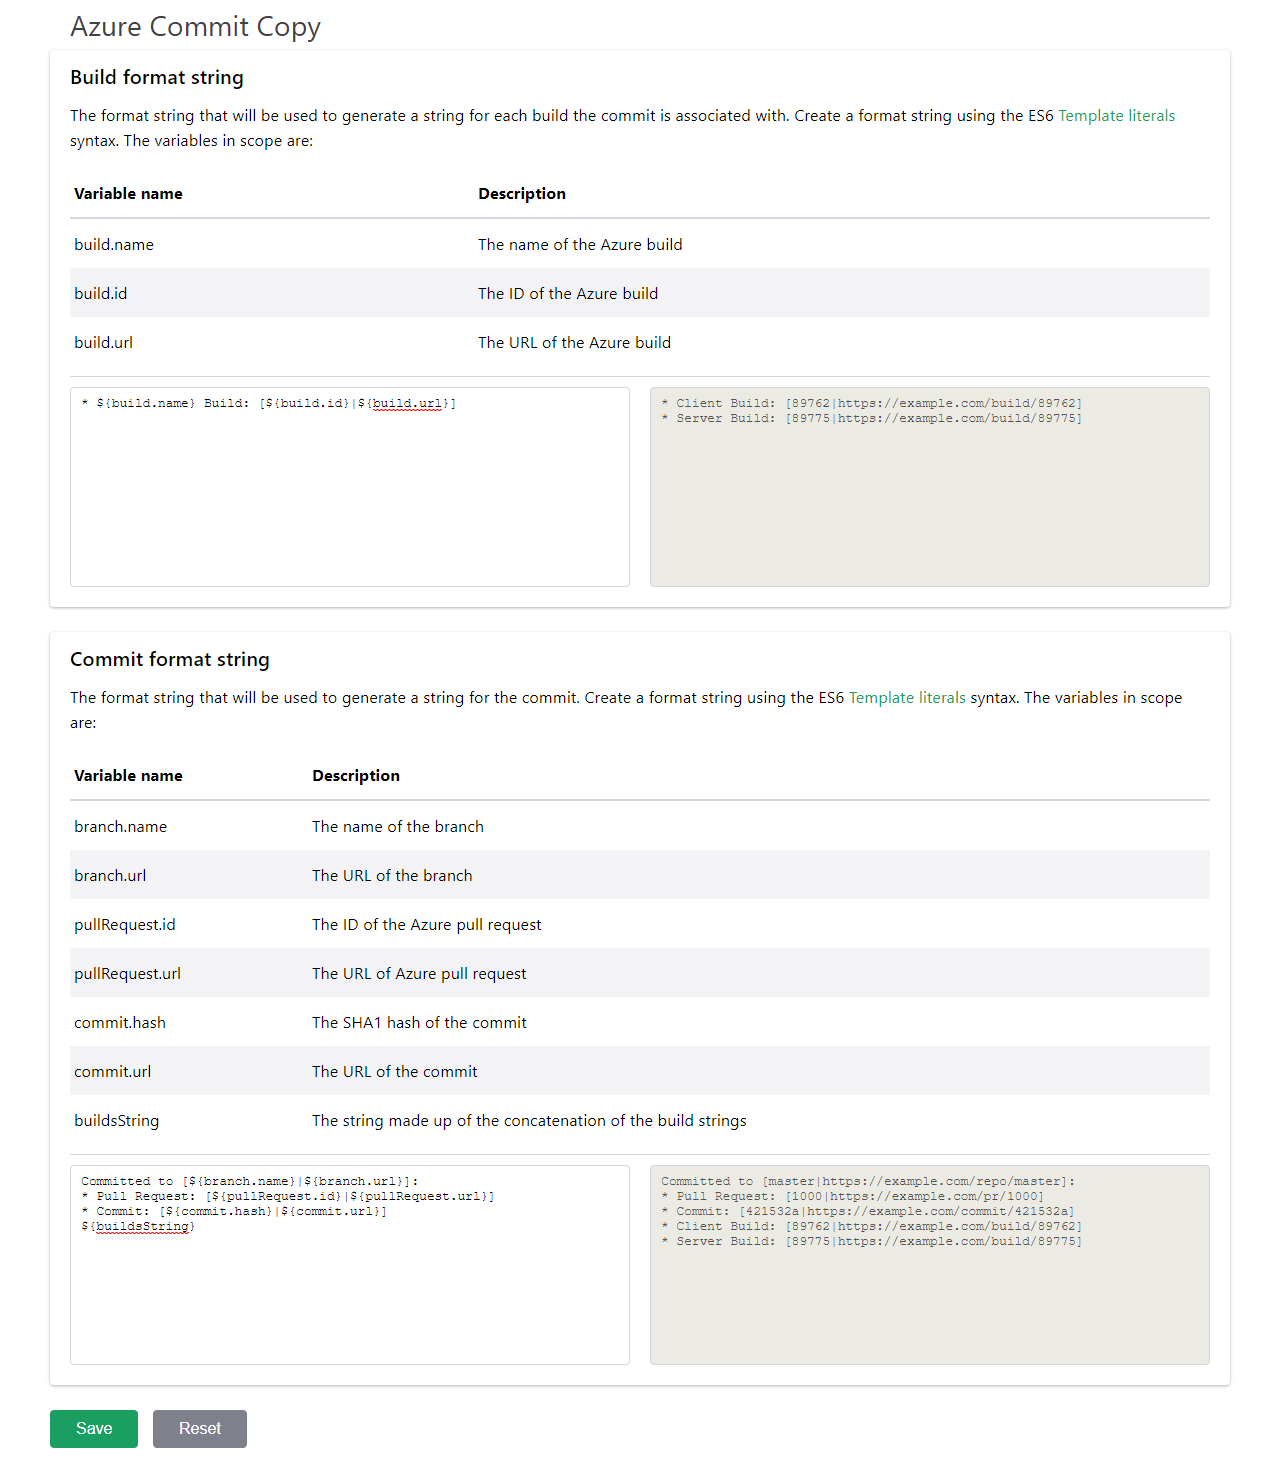 Azure Commit Copy
Build format string
The format string that will be used to generate a string for each build the commit is associated with. Create a format string using the ES6 Template literals
syntax. The variables in scope are:
Variable name Description
build.name The name of the Azure build
build.id The ID of the Azure build
build.url The URL of the Azure build
* ${build.name} Build: [${build.id}|${build.url}]
* Client Build: [89762|https://example.com/build/89762]
* Server Build: [89775|https://example.com/build/89775]
Commit format string
The format string that will be used to generate a string for the commit. Create a format string using the ES6 Template literals syntax. The variables in scope
are:
Variable name Description
branch.name The name of the branch
branch.url The URL of the branch
pullRequest.id The ID of the Azure pull request
pullRequest.url The URL of Azure pull request
commit.hash The SHA1 hash of the commit
commit.url The URL of the commit
buildsString The string made up of the concatenation of the build strings
Committed to [${branch.name}|${branch.url}]:
* Pull Request: [${pullRequest.id}|${pullRequest.url}]
* Commit: [${commit.hash}|${commit.url}]
${buildsString}
Committed to [master|https://example.com/repo/master]:
* Pull Request: [1000|https://example.com/pr/1000]
* Commit: [421532a|https://example.com/commit/421532a]
* Client Build: [89762|https://example.com/build/89762]
* Server Build: [89775|https://example.com/build/89775]
Save Reset